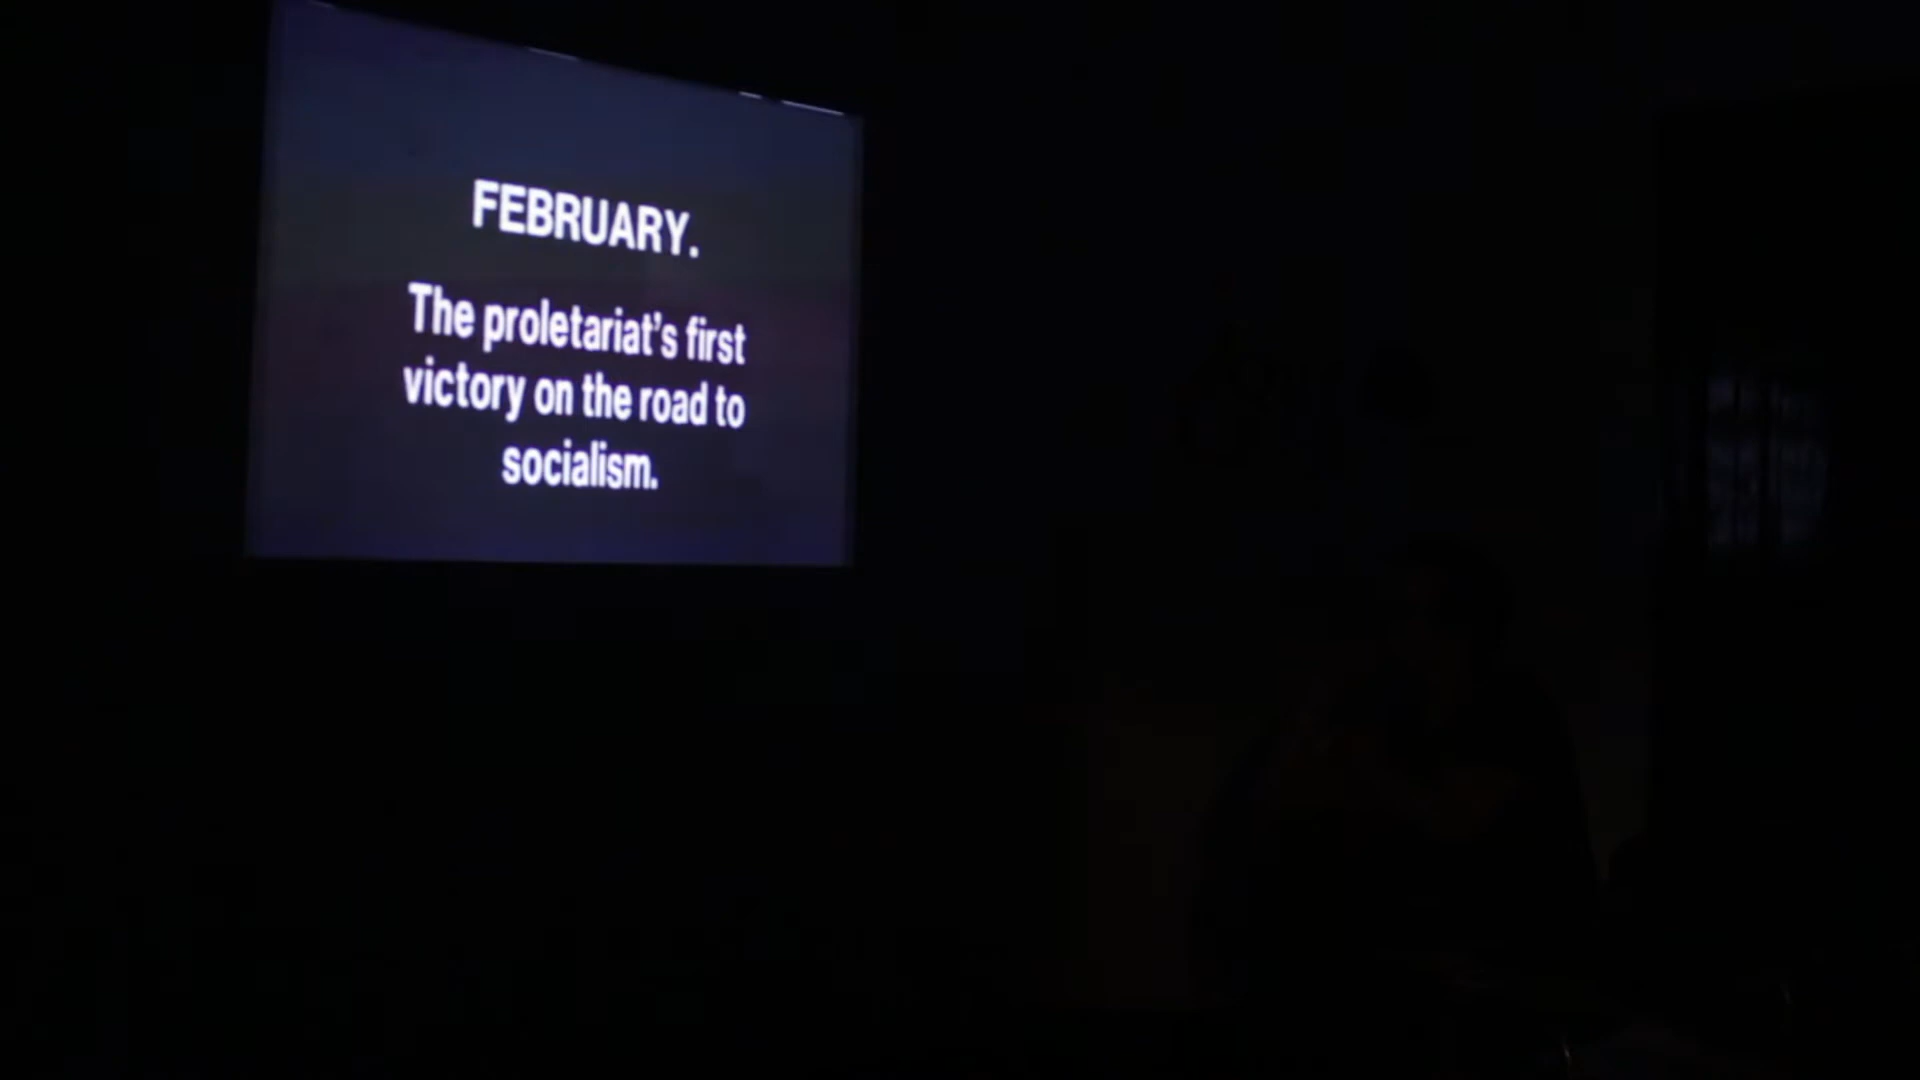 FEBRUARY.
The proletariat's first
victory on the road to
socialism.